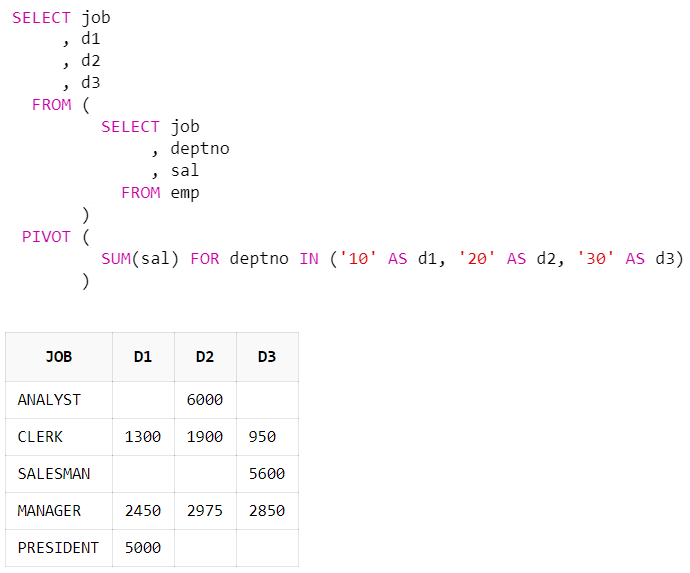 SELECT job
, d1
, d2
, d3
FROM (
SELECT job
, deptno
, sal
FROM emp
)
PIVOT (
SUM(sal) FOR deptno IN ('10' AS d1, '20' AS d2, '30' AS d3)
)
JOB D1 D2 D3
ANALYST 6000
CLERK 1300 1900 950
SALESMAN 5600
MANAGER 2450 2975 2850
PRESIDENT 5000